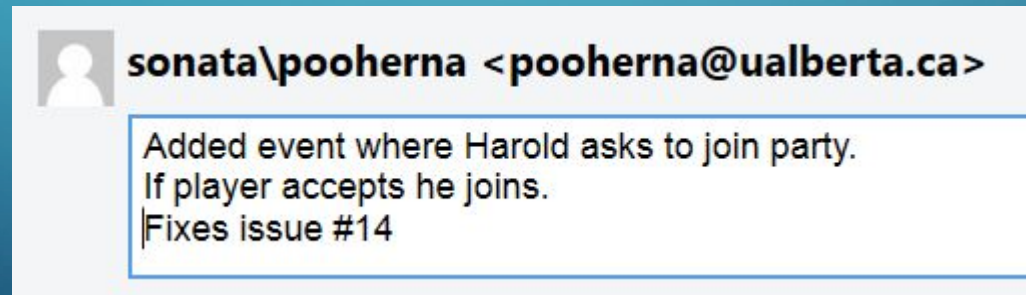 sonata\pooherna <pooherna@ualberta.ca>
Added event where Harold asks to join party.
If player accepts he joins.
Fixes issue #14